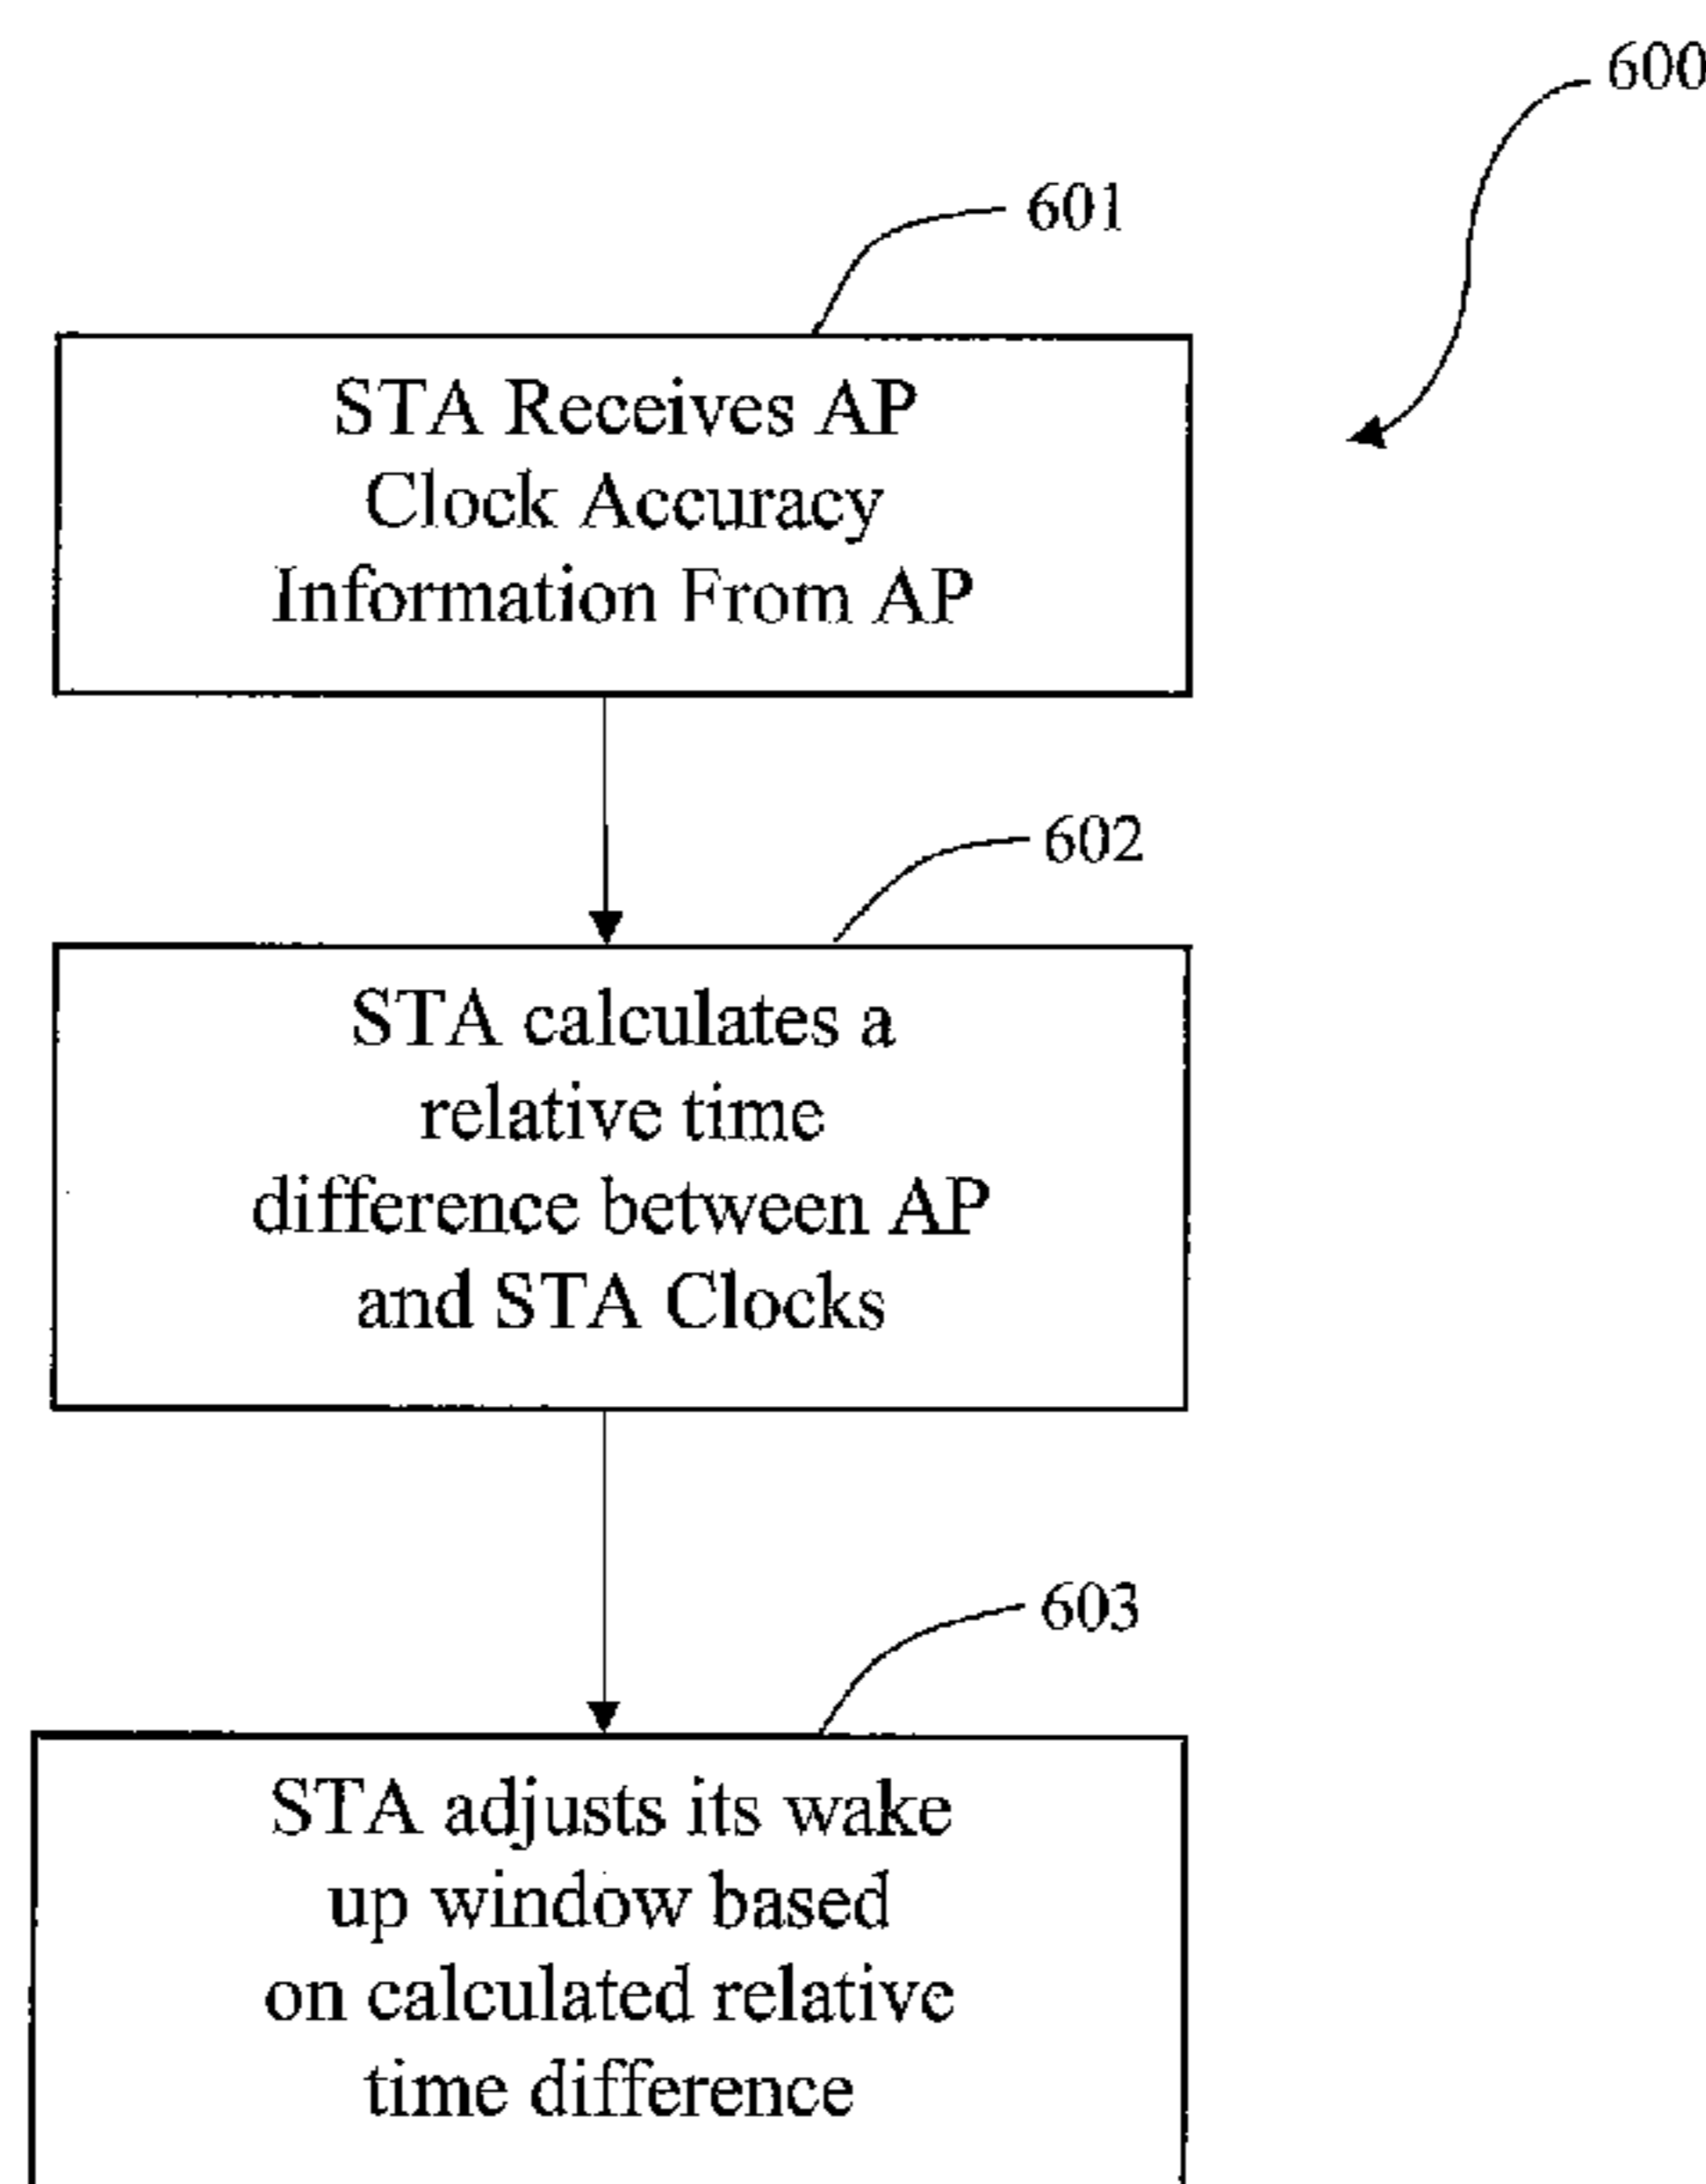 600
601
STA Receives AP
Clock Accuracy
Information From AP
602
STA calculates a
relative time
difference between AP
and STA Clocks
603
STA adjusts its wake
up window based
on calculated relative
time difference